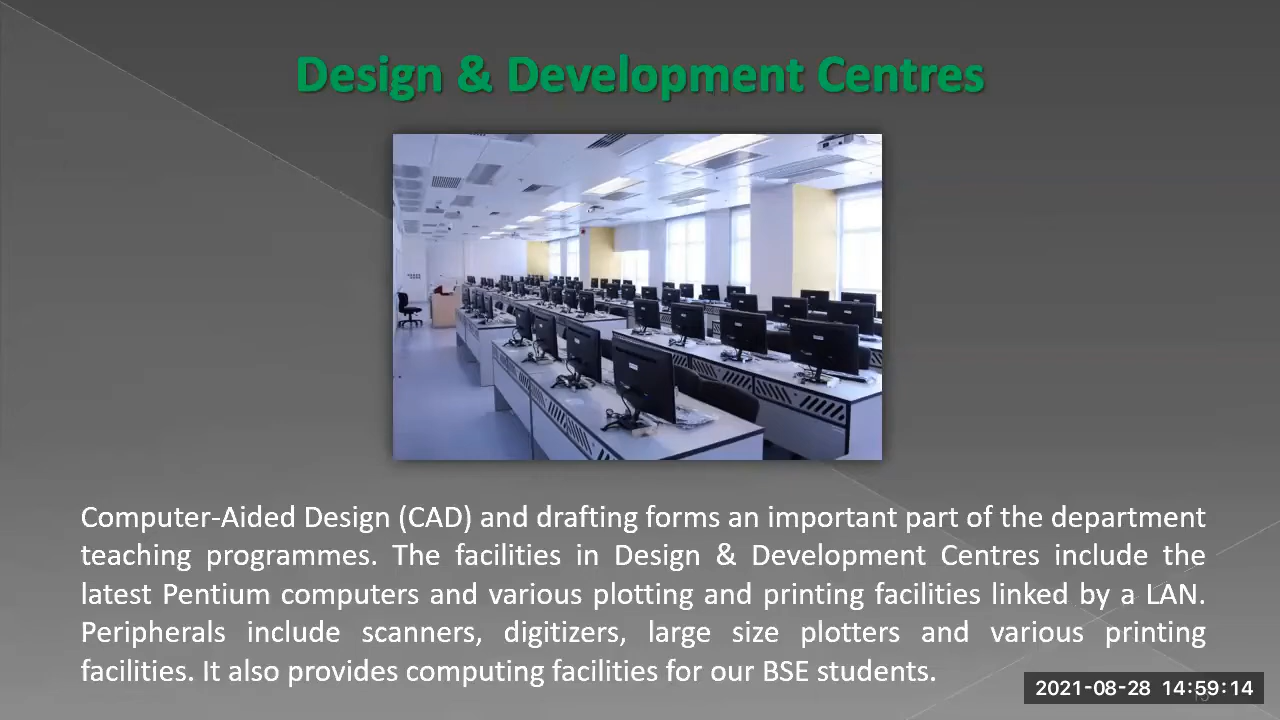 Design & Development Centres
Computer-Aided Design (CAD) and drafting forms an important part of the department
teaching programmes. The facilities in Design & Development Centres include the
latest Pentium computers and various plotting and printing facilities linked by a LAN.
Peripherals include scanners, digitizers, large size plotters and various printing
facilities. It also provides computing facilities for our BSE students.
2021-08-28 14:59:14